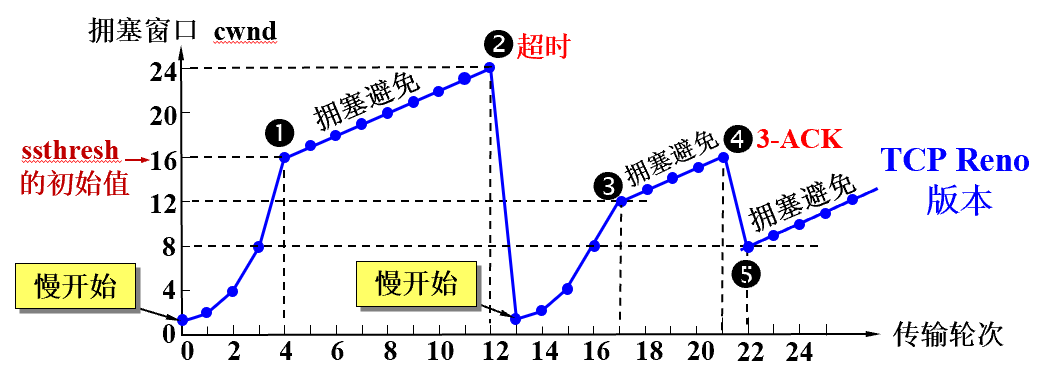 拥塞窗口 cwnd
❷ 超时
24
拥塞避免
20
❶
❹ 3-ACK
ssthresh
的初始值
16
拥塞避免
TCP Reno
版本
❸
拥塞避免
12
8
❺
慢开始
慢开始
4
0
传输轮次
0 2 4 6 8 10 12 14 16 18 20 22 24